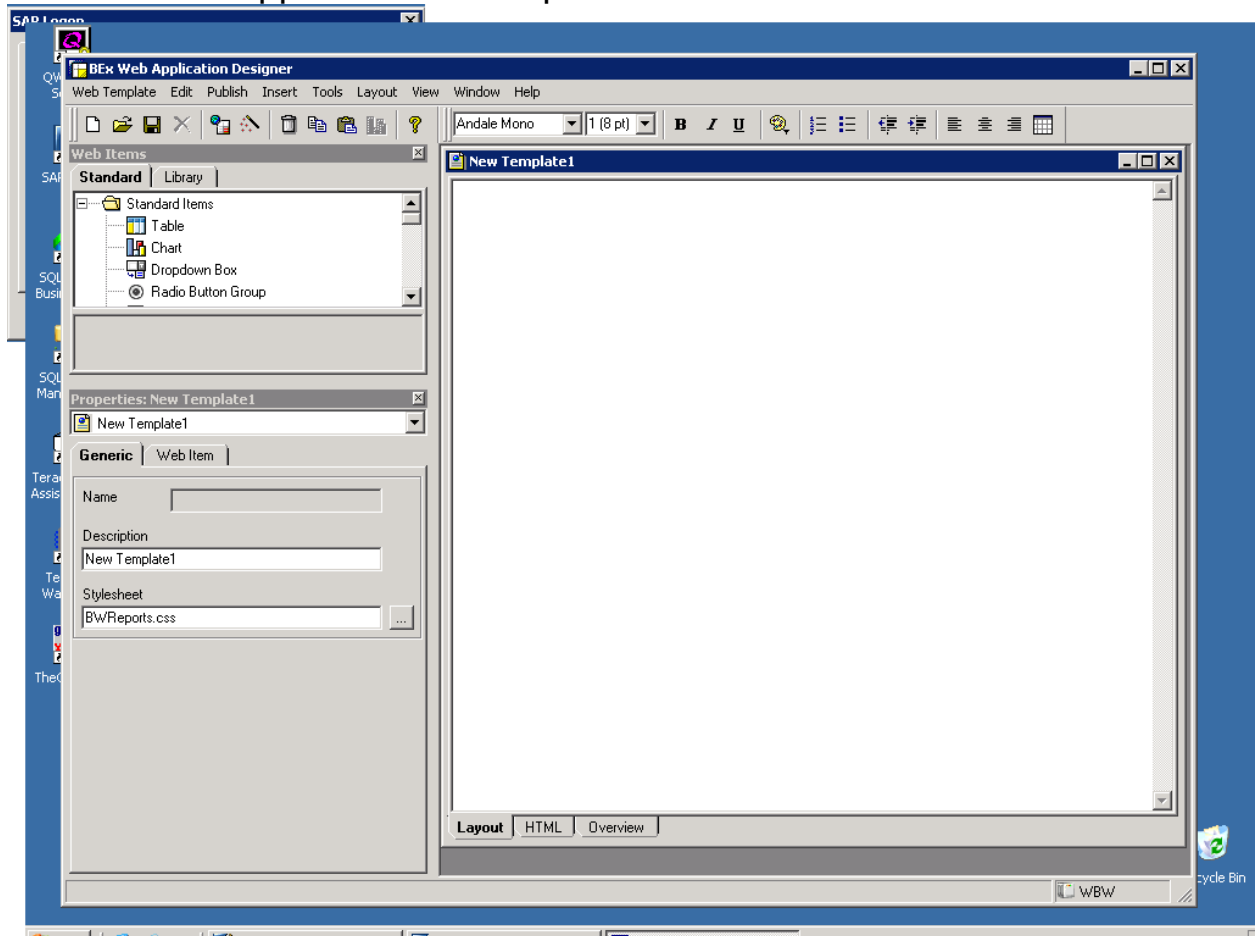 SAP Logon
BEx Web Application Designer
Web Template Edit Publish Insert Tools Layout View Window Help
Andale Mono 1 (8 pt) B I U
Web Items
Standard Library
Standard Items
Table
Chart
Dropdown Box
Radio Button Group
Properties: New Template1
New Template1
Generic Web Item
Name
Description
New Template1
Stylesheet
BWReports.css ...
New Template1
Layout HTML Overview
WBW
SQL
Busi
SQL
Man
Tera
Assis
Te
Wa
The
cycle Bin